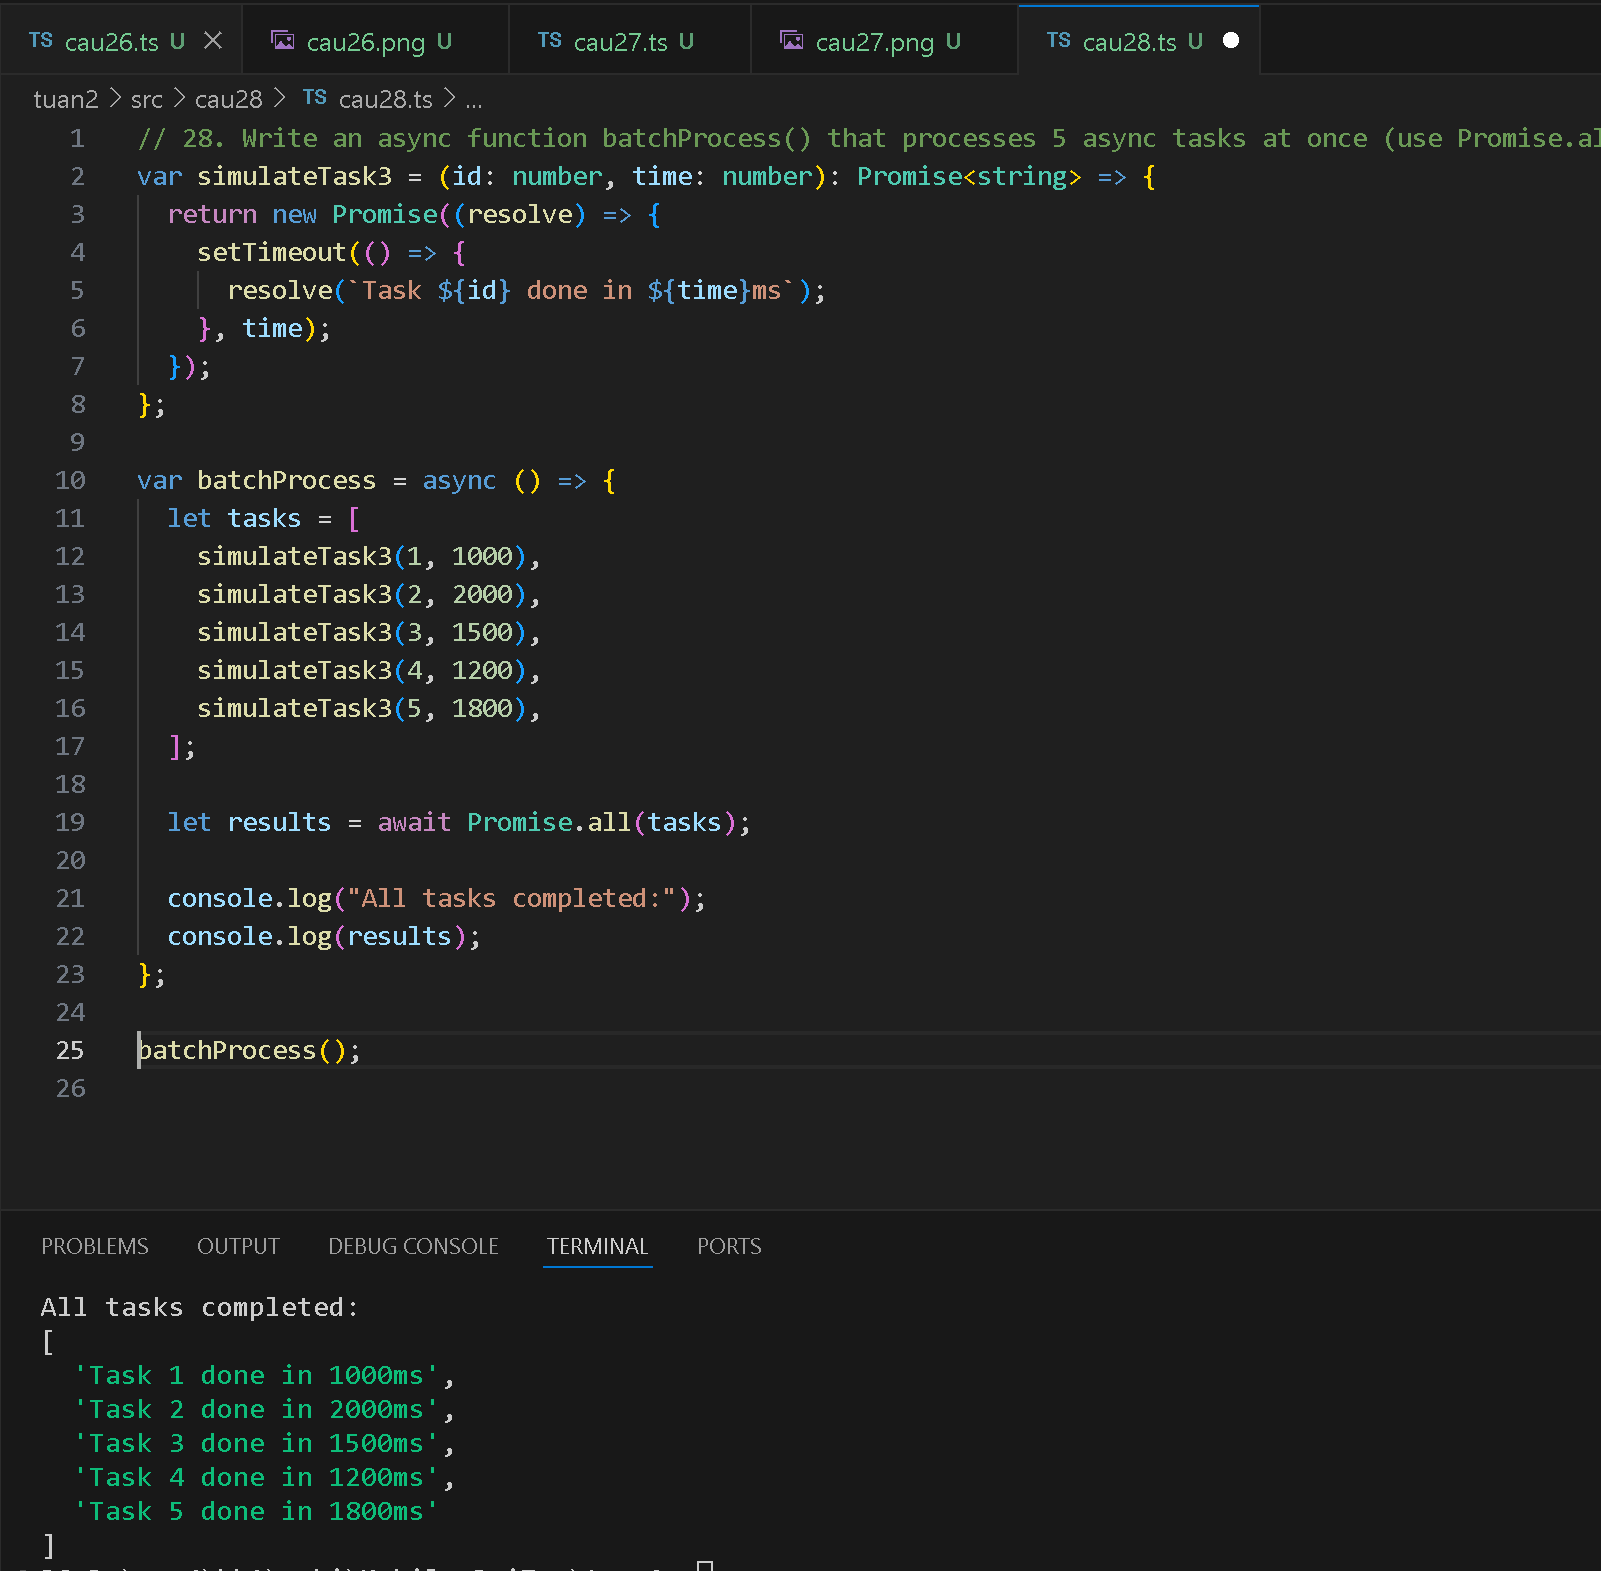 TS cau26.ts U cau26.png U TS cau27.ts U cau27.png U TS cau28.ts U
tuan2 > src > cau28 > TS cau28.ts > ...
1 // 28. Write an async function batchProcess() that processes 5 async tasks at once (use Promise.al
2 var simulateTask3 = (id: number, time: number): Promise<string> => {
3 return new Promise((resolve) => {
4 setTimeout(() => {
5 resolve(`Task ${id} done in ${time}ms`);
6 }, time);
7 });
8 };
9
10 var batchProcess = async () => {
11 let tasks = [
12 simulateTask3(1, 1000),
13 simulateTask3(2, 2000),
14 simulateTask3(3, 1500),
15 simulateTask3(4, 1200),
16 simulateTask3(5, 1800),
17 ];
18
19 let results = await Promise.all(tasks);
20
21 console.log("All tasks completed:");
22 console.log(results);
23 };
24
25 batchProcess();
26
PROBLEMS OUTPUT DEBUG CONSOLE TERMINAL PORTS
All tasks completed:
[
'Task 1 done in 1000ms',
'Task 2 done in 2000ms',
'Task 3 done in 1500ms',
'Task 4 done in 1200ms',
'Task 5 done in 1800ms'
]